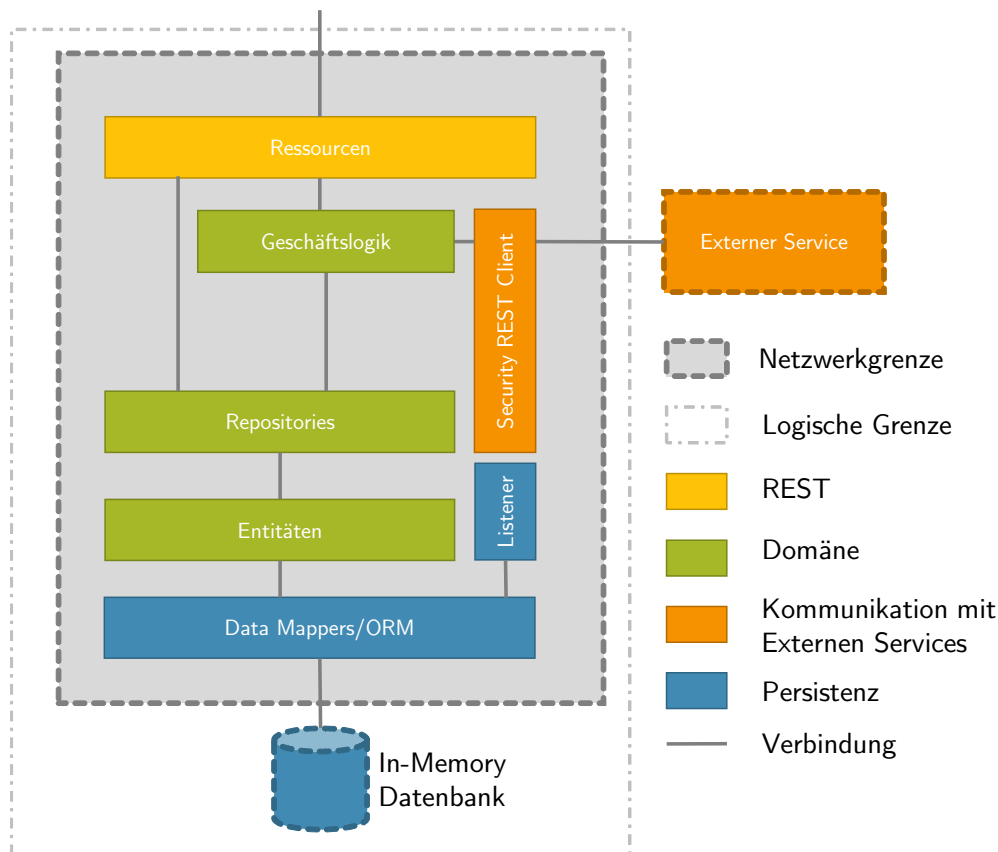 Ressourcen
Geschäftslogik
Security REST Client
Externer Service
Repositories
Listener
Entitäten
Data Mappers/ORM
In-Memory
Datenbank
Netzwerkgrenze
Logische Grenze
REST
Domäne
Kommunikation mit
Externen Services
Persistenz
Verbindung